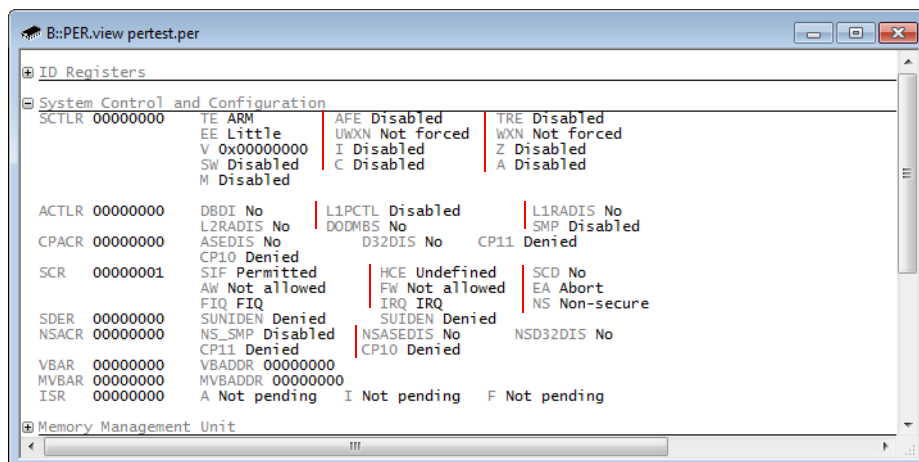 B::PER.view pertest.per
ID Registers
System Control and Configuration
SCTLR 00000000 TE ARM AFE Disabled TRE Disabled
EE Little UWXN Not forced WXN Not forced
V 0x00000000 I Disabled Z Disabled
SW Disabled C Disabled A Disabled
M Disabled
ACTLR 00000000 DBDI No L1PCTL Disabled L1RADIS No
L2RADIS No DODMBS No SMP Disabled
CPACR 00000000 ASEDIS No D32DIS No CP11 Denied
CP10 Denied
SCR 00000001 SIF Permitted HCE Undefined SCD No
AW Not allowed FW Not allowed EA Abort
FIQ FIQ IRQ IRQ NS Non-secure
SDER 00000000 SUNIDEN Denied SUIDEN Denied
NSACR 00000000 NS_SMP Disabled NSASEDIS No NSD32DIS No
CP11 Denied CP10 Denied
VBAR 00000000 VBADDR 00000000
MVBAR 00000000 MVBADDR 00000000
ISR 00000000 A Not pending I Not pending F Not pending
Memory Management Unit